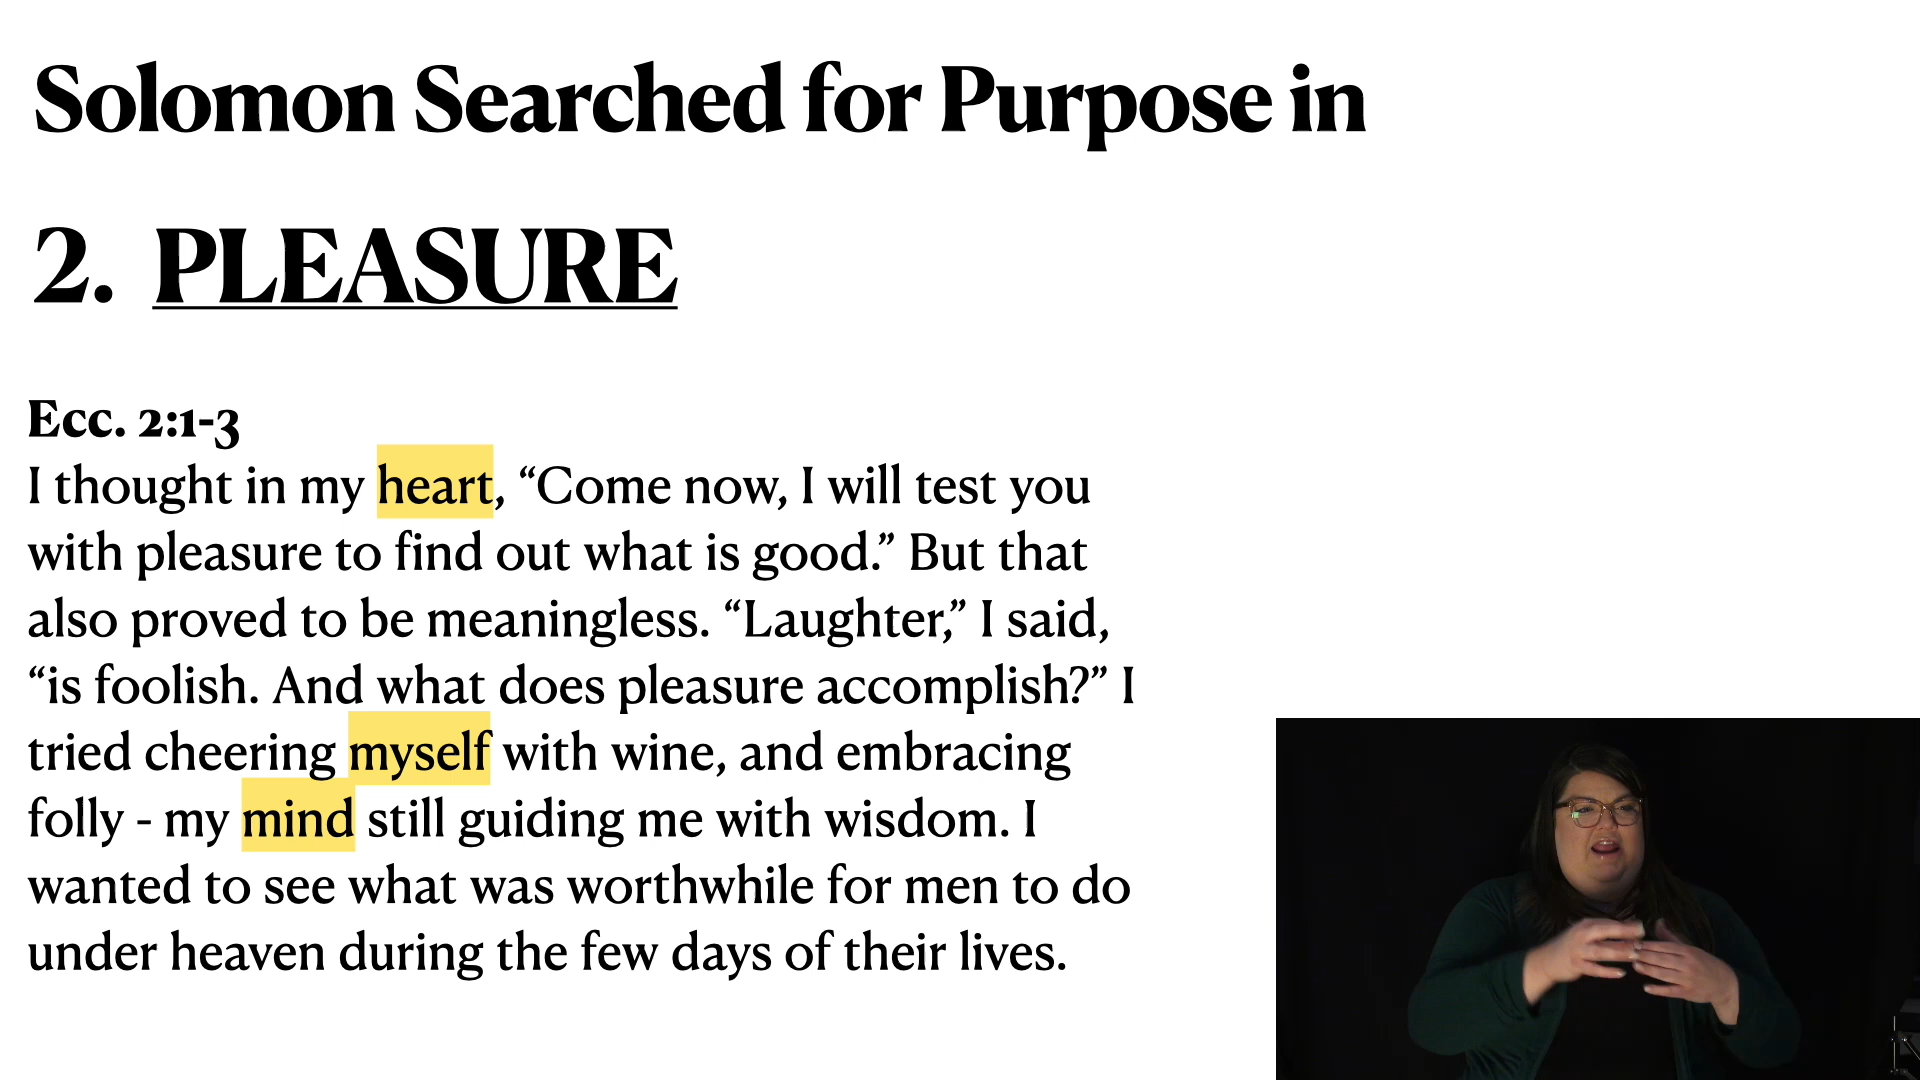 Solomon Searched for Purpose in
2. PLEASURE
Ecc. 2:1-3
I thought in my heart, “Come now, I will test you
with pleasure to find out what is good.” But that
also proved to be meaningless. “Laughter,” I said,
“is foolish. And what does pleasure accomplish?” I
tried cheering myself with wine, and embracing
folly - my mind still guiding me with wisdom. I
wanted to see what was worthwhile for men to do
under heaven during the few days of their lives.